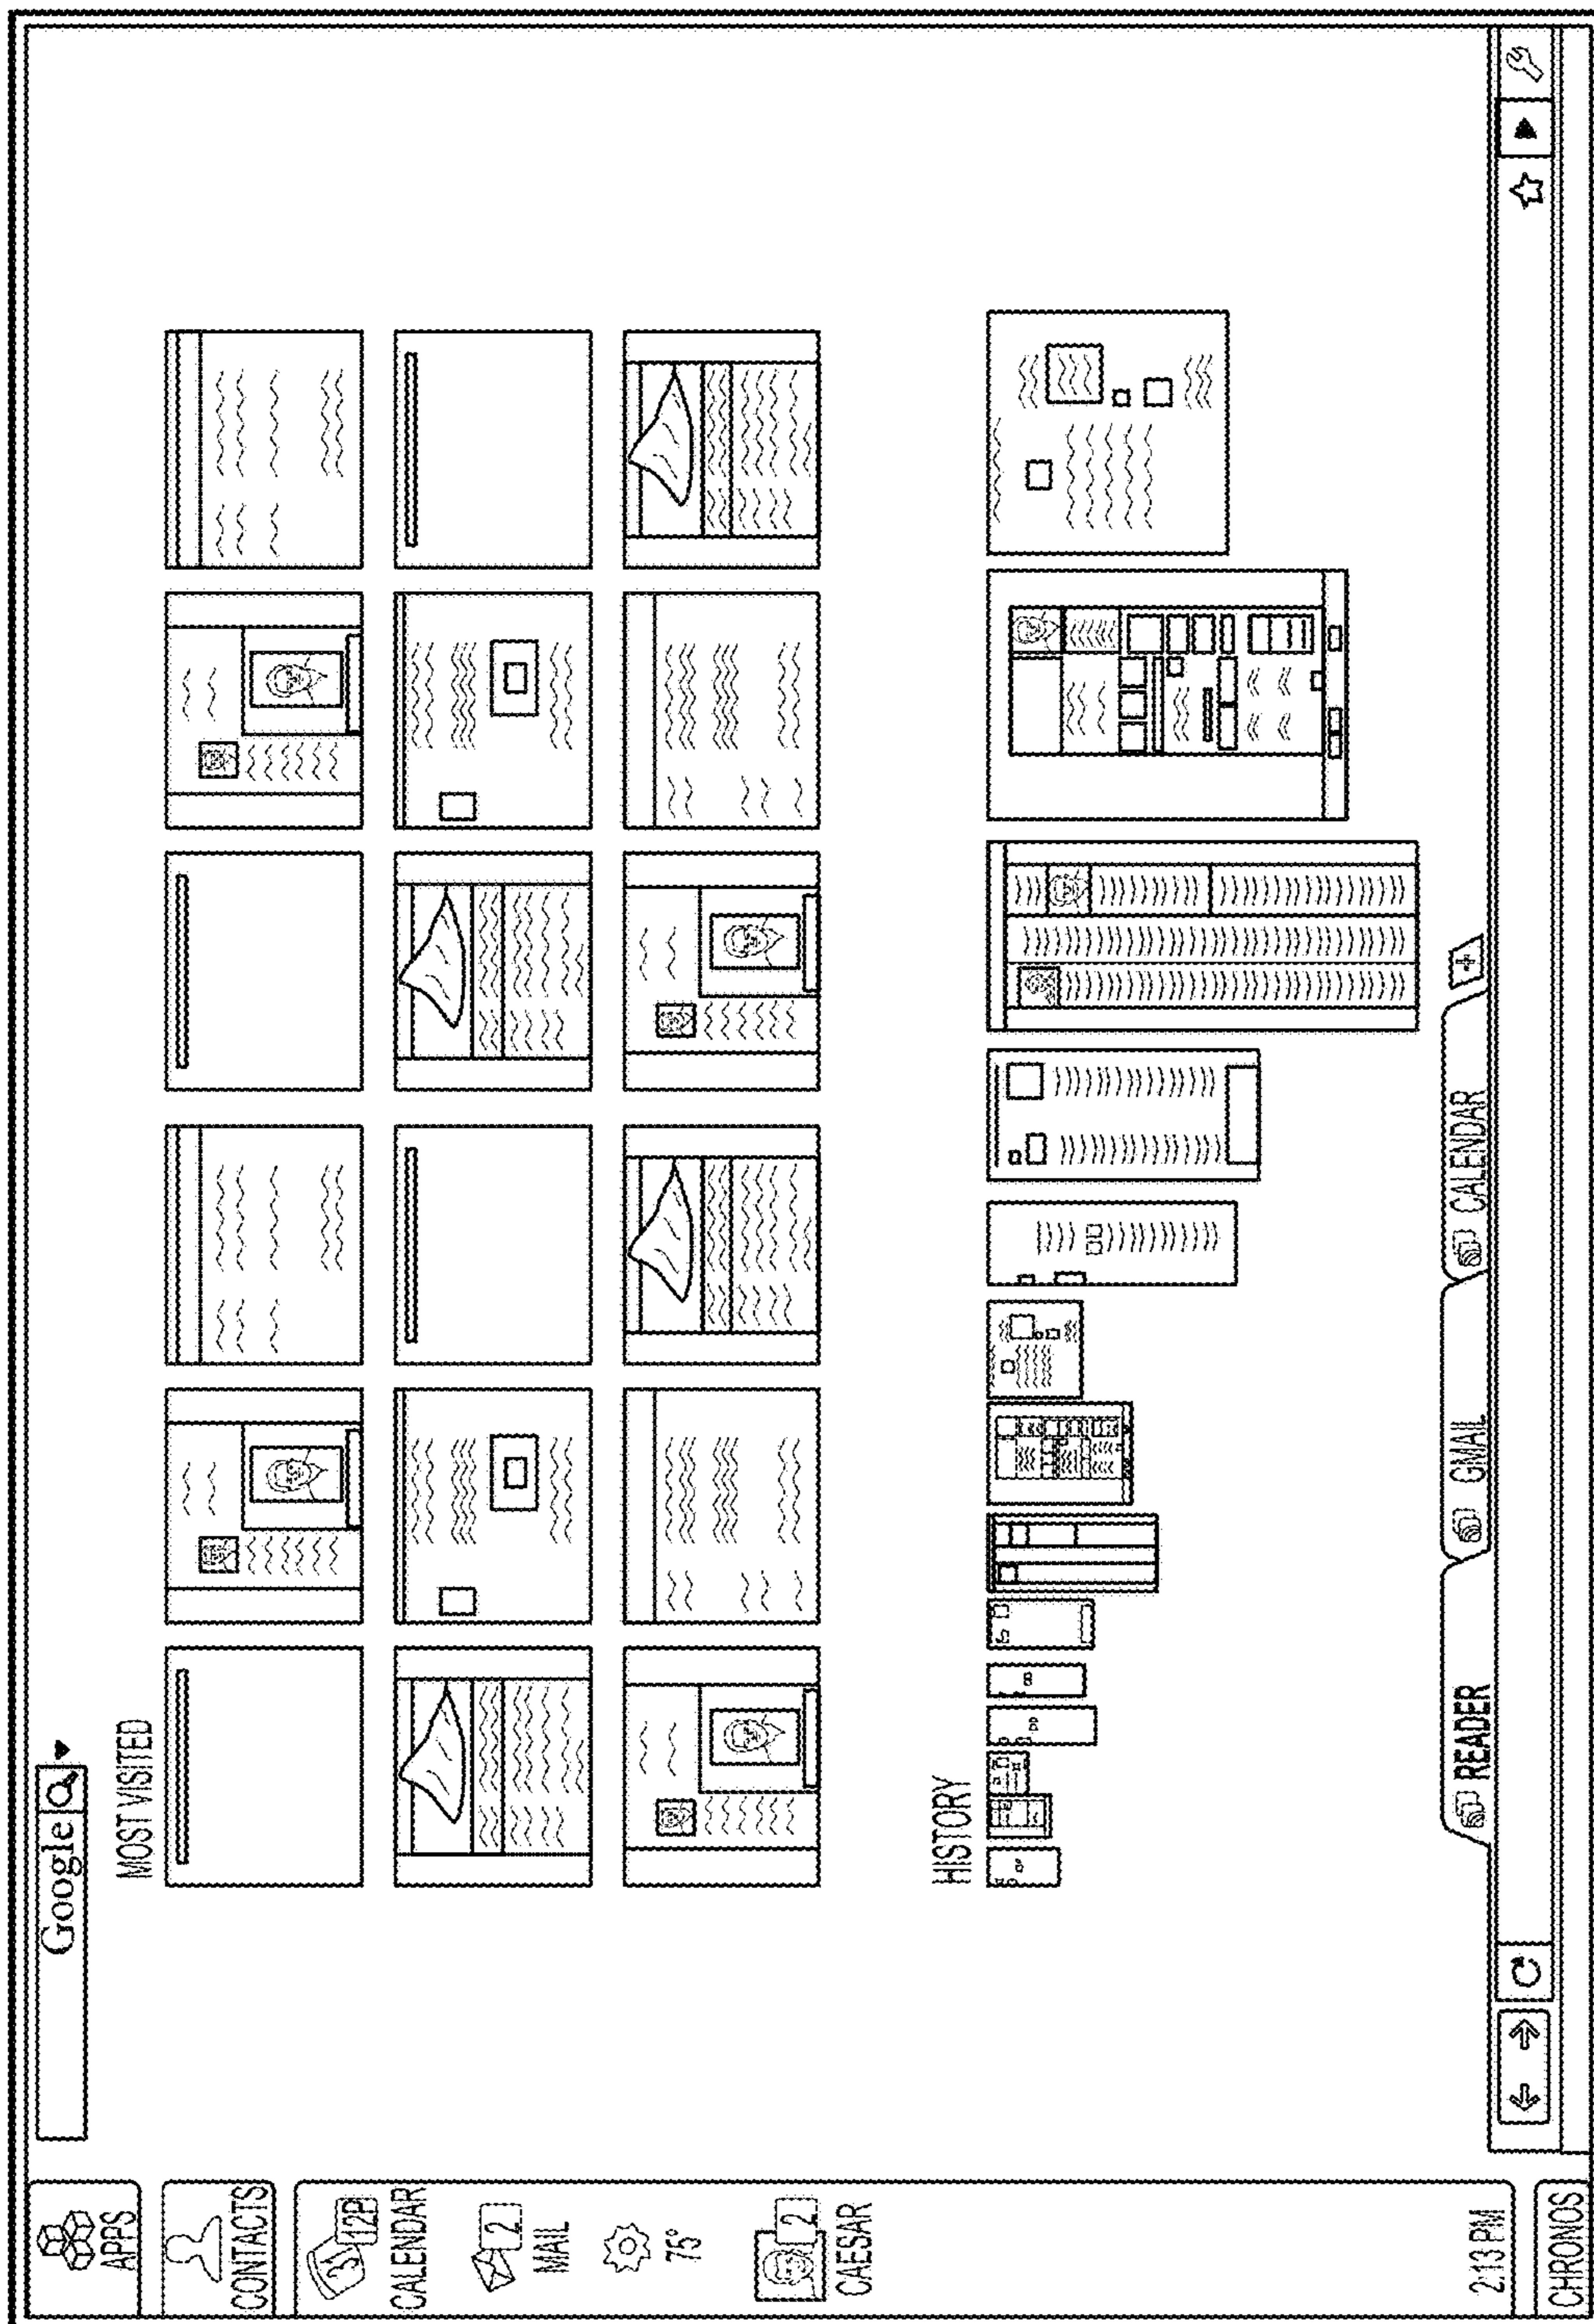 APPS
CONTACTS
31 12P
CALENDAR
2
MAIL
75°
2
CAESAR
2:13 PM
CHRONOS
Google
MOST VISITED
HISTORY
READER
GMAIL
CALENDAR
+